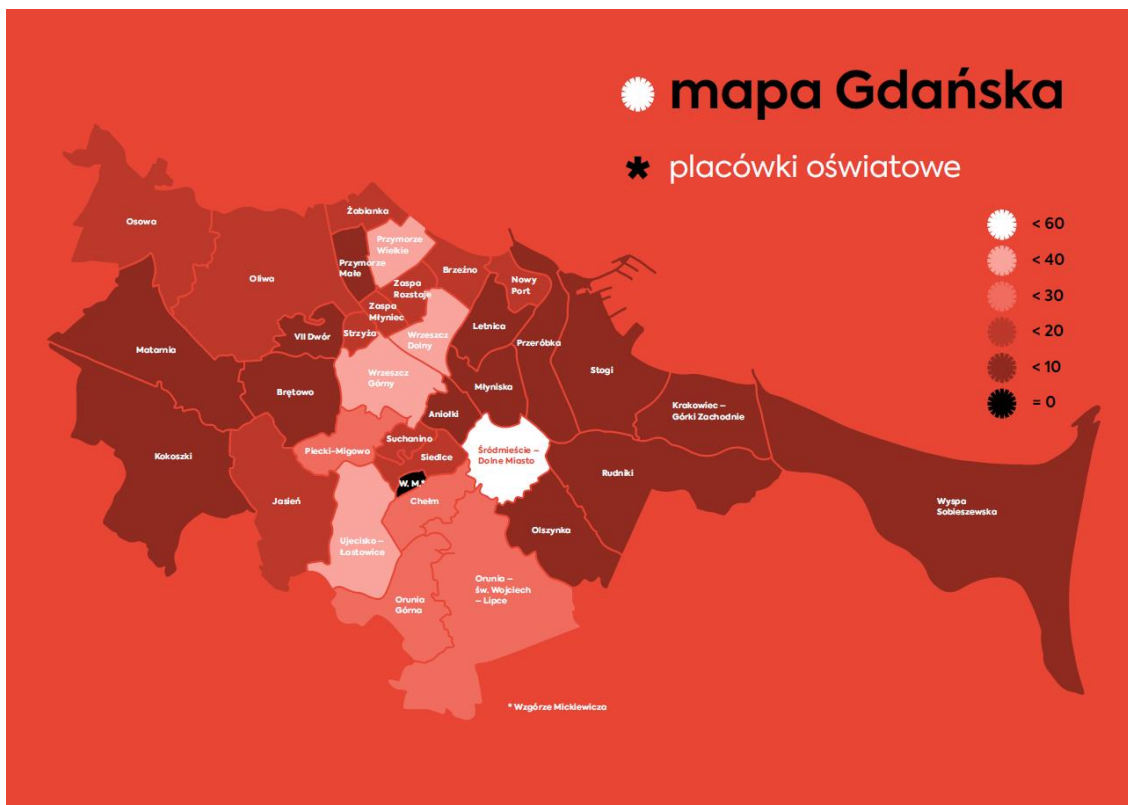 mapa Gdańska
* placówki oświatowe
< 60
< 40
< 30
< 20
< 10
= 0
Osowa
Oliwa
Żabianka
Przymorze
Wielkie
Przymorze
Małe
Brzeźno
Nowy
Port
Zaspa
Rozstaje
Zaspa
Młyniec
VII Dwór
Strzyża
Wrzeszcz
Dolny
Letnica
Przeróbka
Matarnia
Stogi
Brętowo
Wrzeszcz
Górny
Młyniska
Aniołki
Krakowiec –
Górki Zachodnie
Kokoszki
Piecki-Migowo
Suchanino
Siedlce
Śródmieście –
Dolne Miasto
Rudniki
W. M.*
Chełm
Jasień
Wyspa
Sobieszewska
Olszynka
Ujecisko –
Łostowice
Orunia –
św. Wojciech
– Lipce
Orunia
Górna
* Wzgórze Mickiewicza